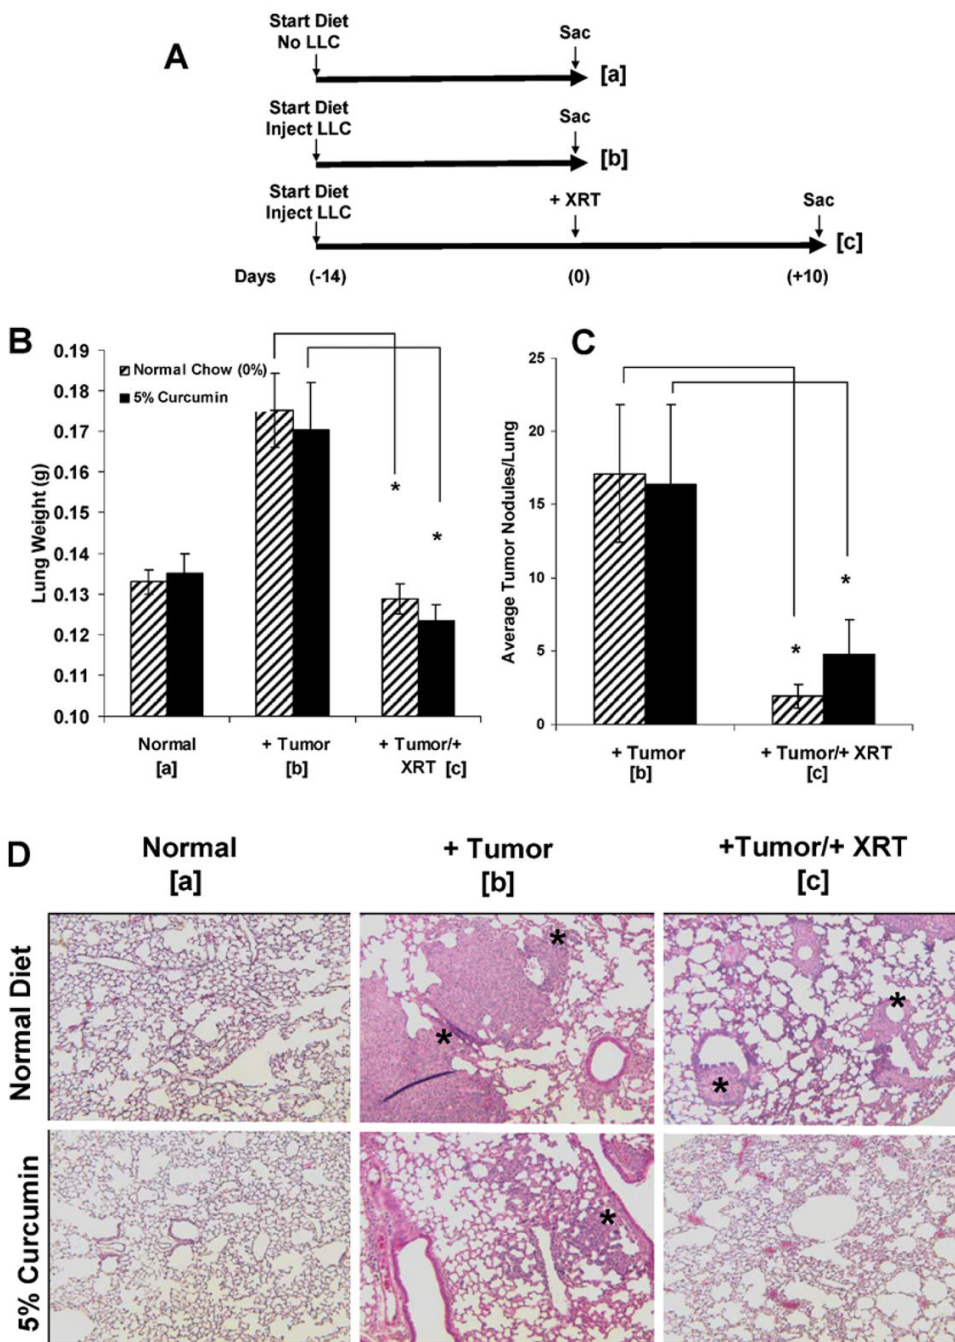 A
Start Diet
No LLC
Sac
[a]
Start Diet
Inject LLC
Sac
[b]
Start Diet
Inject LLC
+ XRT
Sac
[c]
Days (-14) (0) (+10)
B
Lung Weight (g)
0.19
0.18
0.17
0.16
0.15
0.14
0.13
0.12
0.11
0.10
Normal Chow (0%)
5% Curcumin
*
*
Normal
[a]
+ Tumor
[b]
+ Tumor/+
XRT [c]
C
Average Tumor Nodules/Lung
25
20
15
10
5
0
*
*
+ Tumor
[b]
+ Tumor/+ XRT
[c]
D
Normal
[a]
+ Tumor
[b]
+Tumor/+ XRT
[c]
Normal Diet
*
*
*
*
5% Curcumin
*